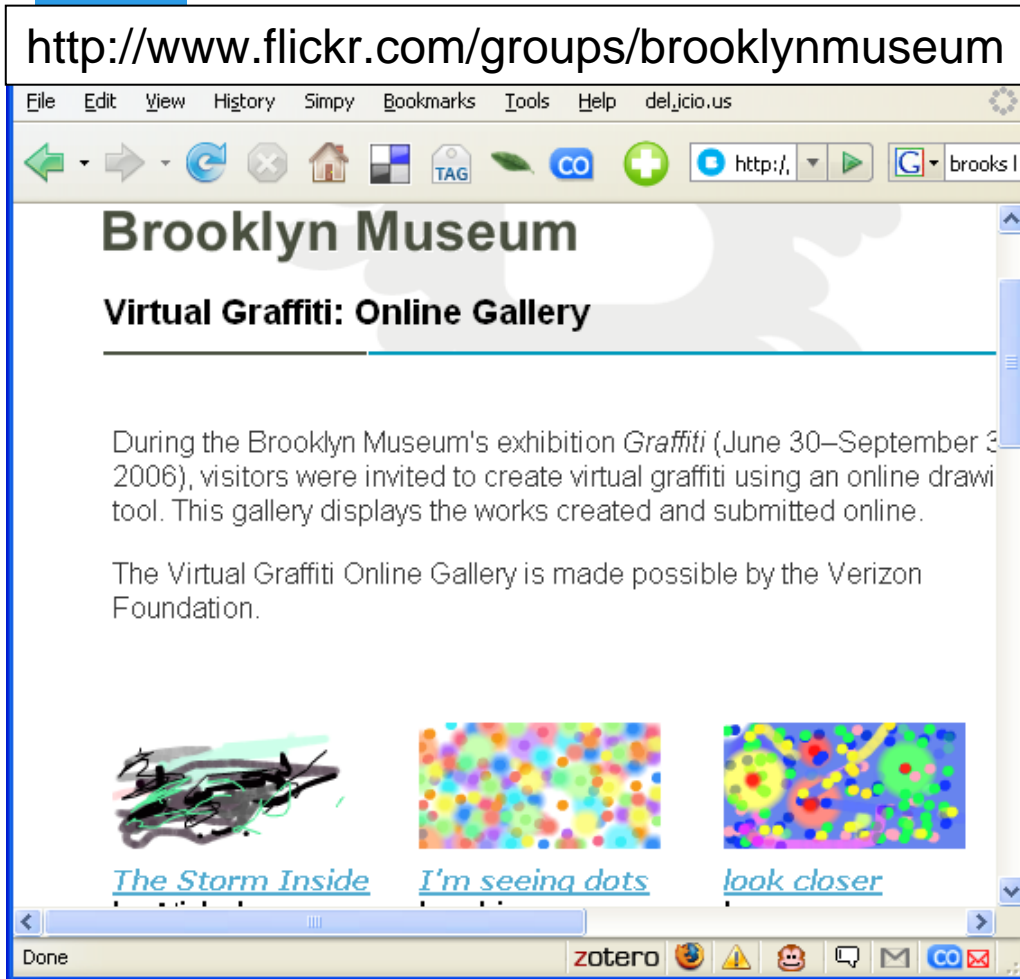 http://www.flickr.com/groups/brooklynmuseum
File Edit View History Simpy Bookmarks Tools Help del.icio.us
TAG CO http:/, G brooks l
Brooklyn Museum
Virtual Graffiti: Online Gallery
During the Brooklyn Museum's exhibition Graffiti (June 30–September
2006), visitors were invited to create virtual graffiti using an online drawi
tool. This gallery displays the works created and submitted online.
The Virtual Graffiti Online Gallery is made possible by the Verizon
Foundation.
The Storm Inside I'm seeing dots look closer
Done zotero CO